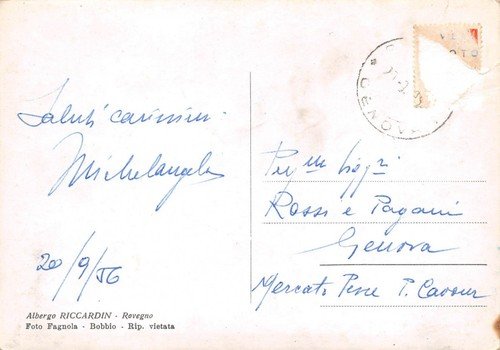 Saluti carissimi
Michelangelo
20/9/56
Albergo RICCARDIN - Rovegno
Foto Fagnola - Bobbio - Rip. vietata
Rossi e Pagani
Genova
Mercato Pesce P. Cavour